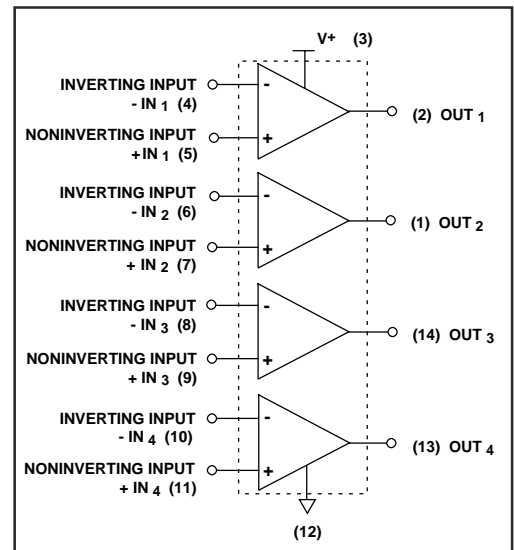 V+ (3)
INVERTING INPUT
- IN 1 (4)
-
(2) OUT 1
NONINVERTING INPUT
+IN 1 (5)
+
INVERTING INPUT
- IN 2 (6)
-
(1) OUT 2
NONINVERTING INPUT
+ IN 2 (7)
+
INVERTING INPUT
- IN 3 (8)
-
(14) OUT 3
NONINVERTING INPUT
+ IN 3 (9)
+
INVERTING INPUT
- IN 4 (10)
-
(13) OUT 4
NONINVERTING INPUT
+ IN 4 (11)
+
(12)